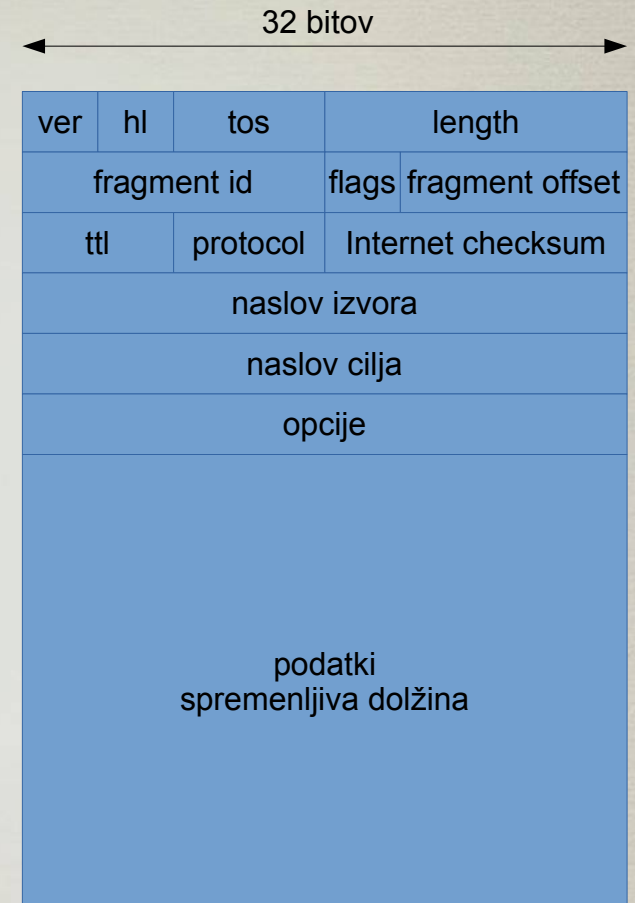 32 bitov
ver hl tos length
fragment id flags fragment offset
ttl protocol Internet checksum
naslov izvora
naslov cilja
opcije
podatki
spremenljiva dolžina